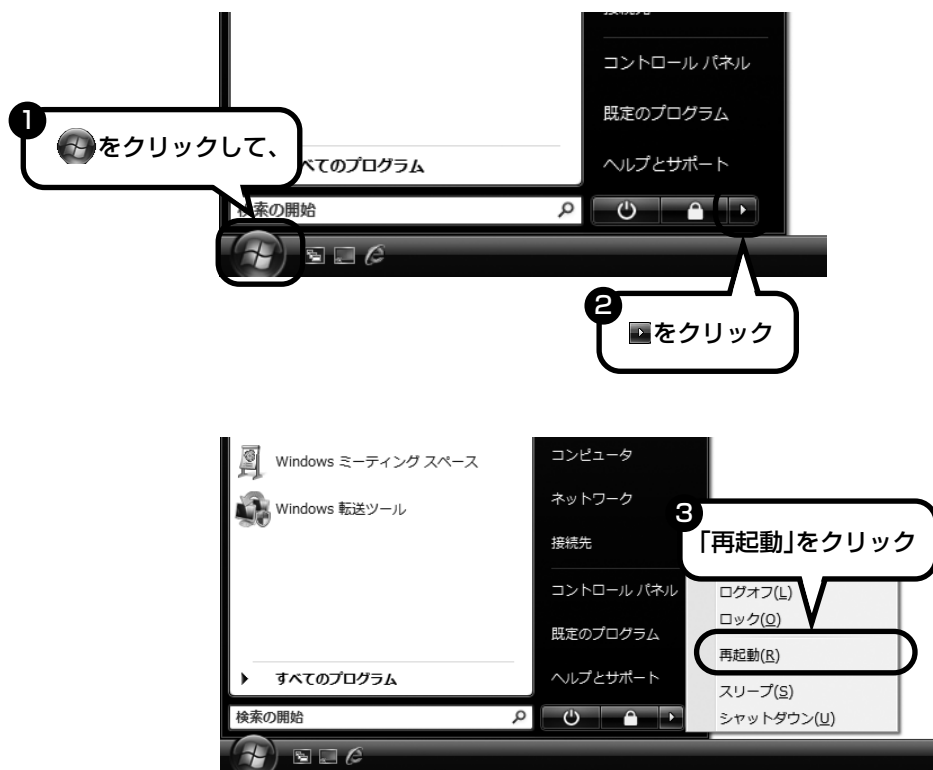 コントロール パネル
既定のプログラム
ヘルプとサポート
1
をクリックして、
べてのプログラム
索の開始
2
をクリック
Windows ミーティング スペース
Windows 転送ツール
すべてのプログラム
検索の開始
コンピュータ
ネットワーク
接続先
コントロール パネル
既定のプログラム
ヘルプとサポート
3
「再起動」をクリック
ログオフ(L)
ロック(O)
再起動(R)
スリープ(S)
シャットダウン(U)